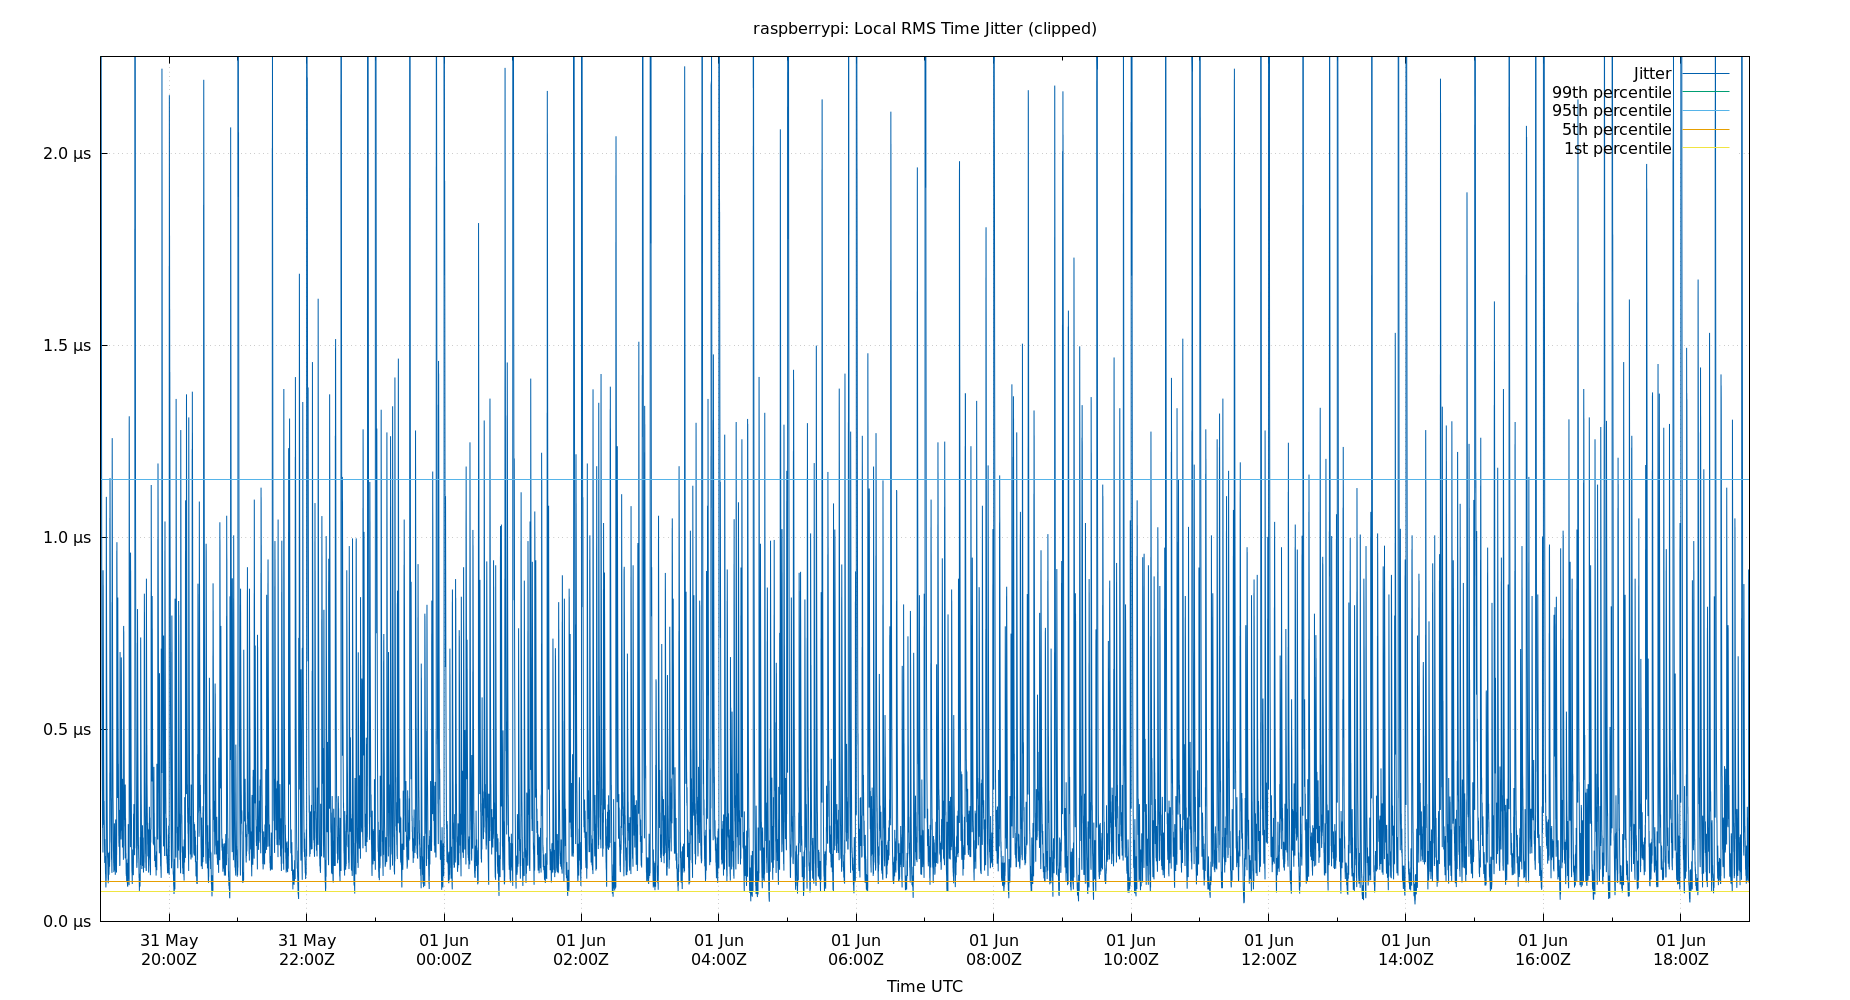 raspberrypi: Local RMS Time Jitter (clipped)
Jitter
99th percentile
95th percentile
5th percentile
1st percentile
2.0 µs
1.5 µs
1.0 µs
0.5 µs
0.0 µs
31 May 31 May 01 Jun 01 Jun 01 Jun 01 Jun 01 Jun 01 Jun 01 Jun 01 Jun 01 Jun 01 Jun
20:00Z 22:00Z 00:00Z 02:00Z 04:00Z 06:00Z 08:00Z 10:00Z 12:00Z 14:00Z 16:00Z 18:00Z
Time UTC